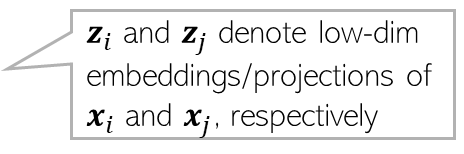 𝒛ᵢ and 𝒛ⱼ denote low-dim
embeddings/projections of
𝒙ᵢ and 𝒙ⱼ, respectively